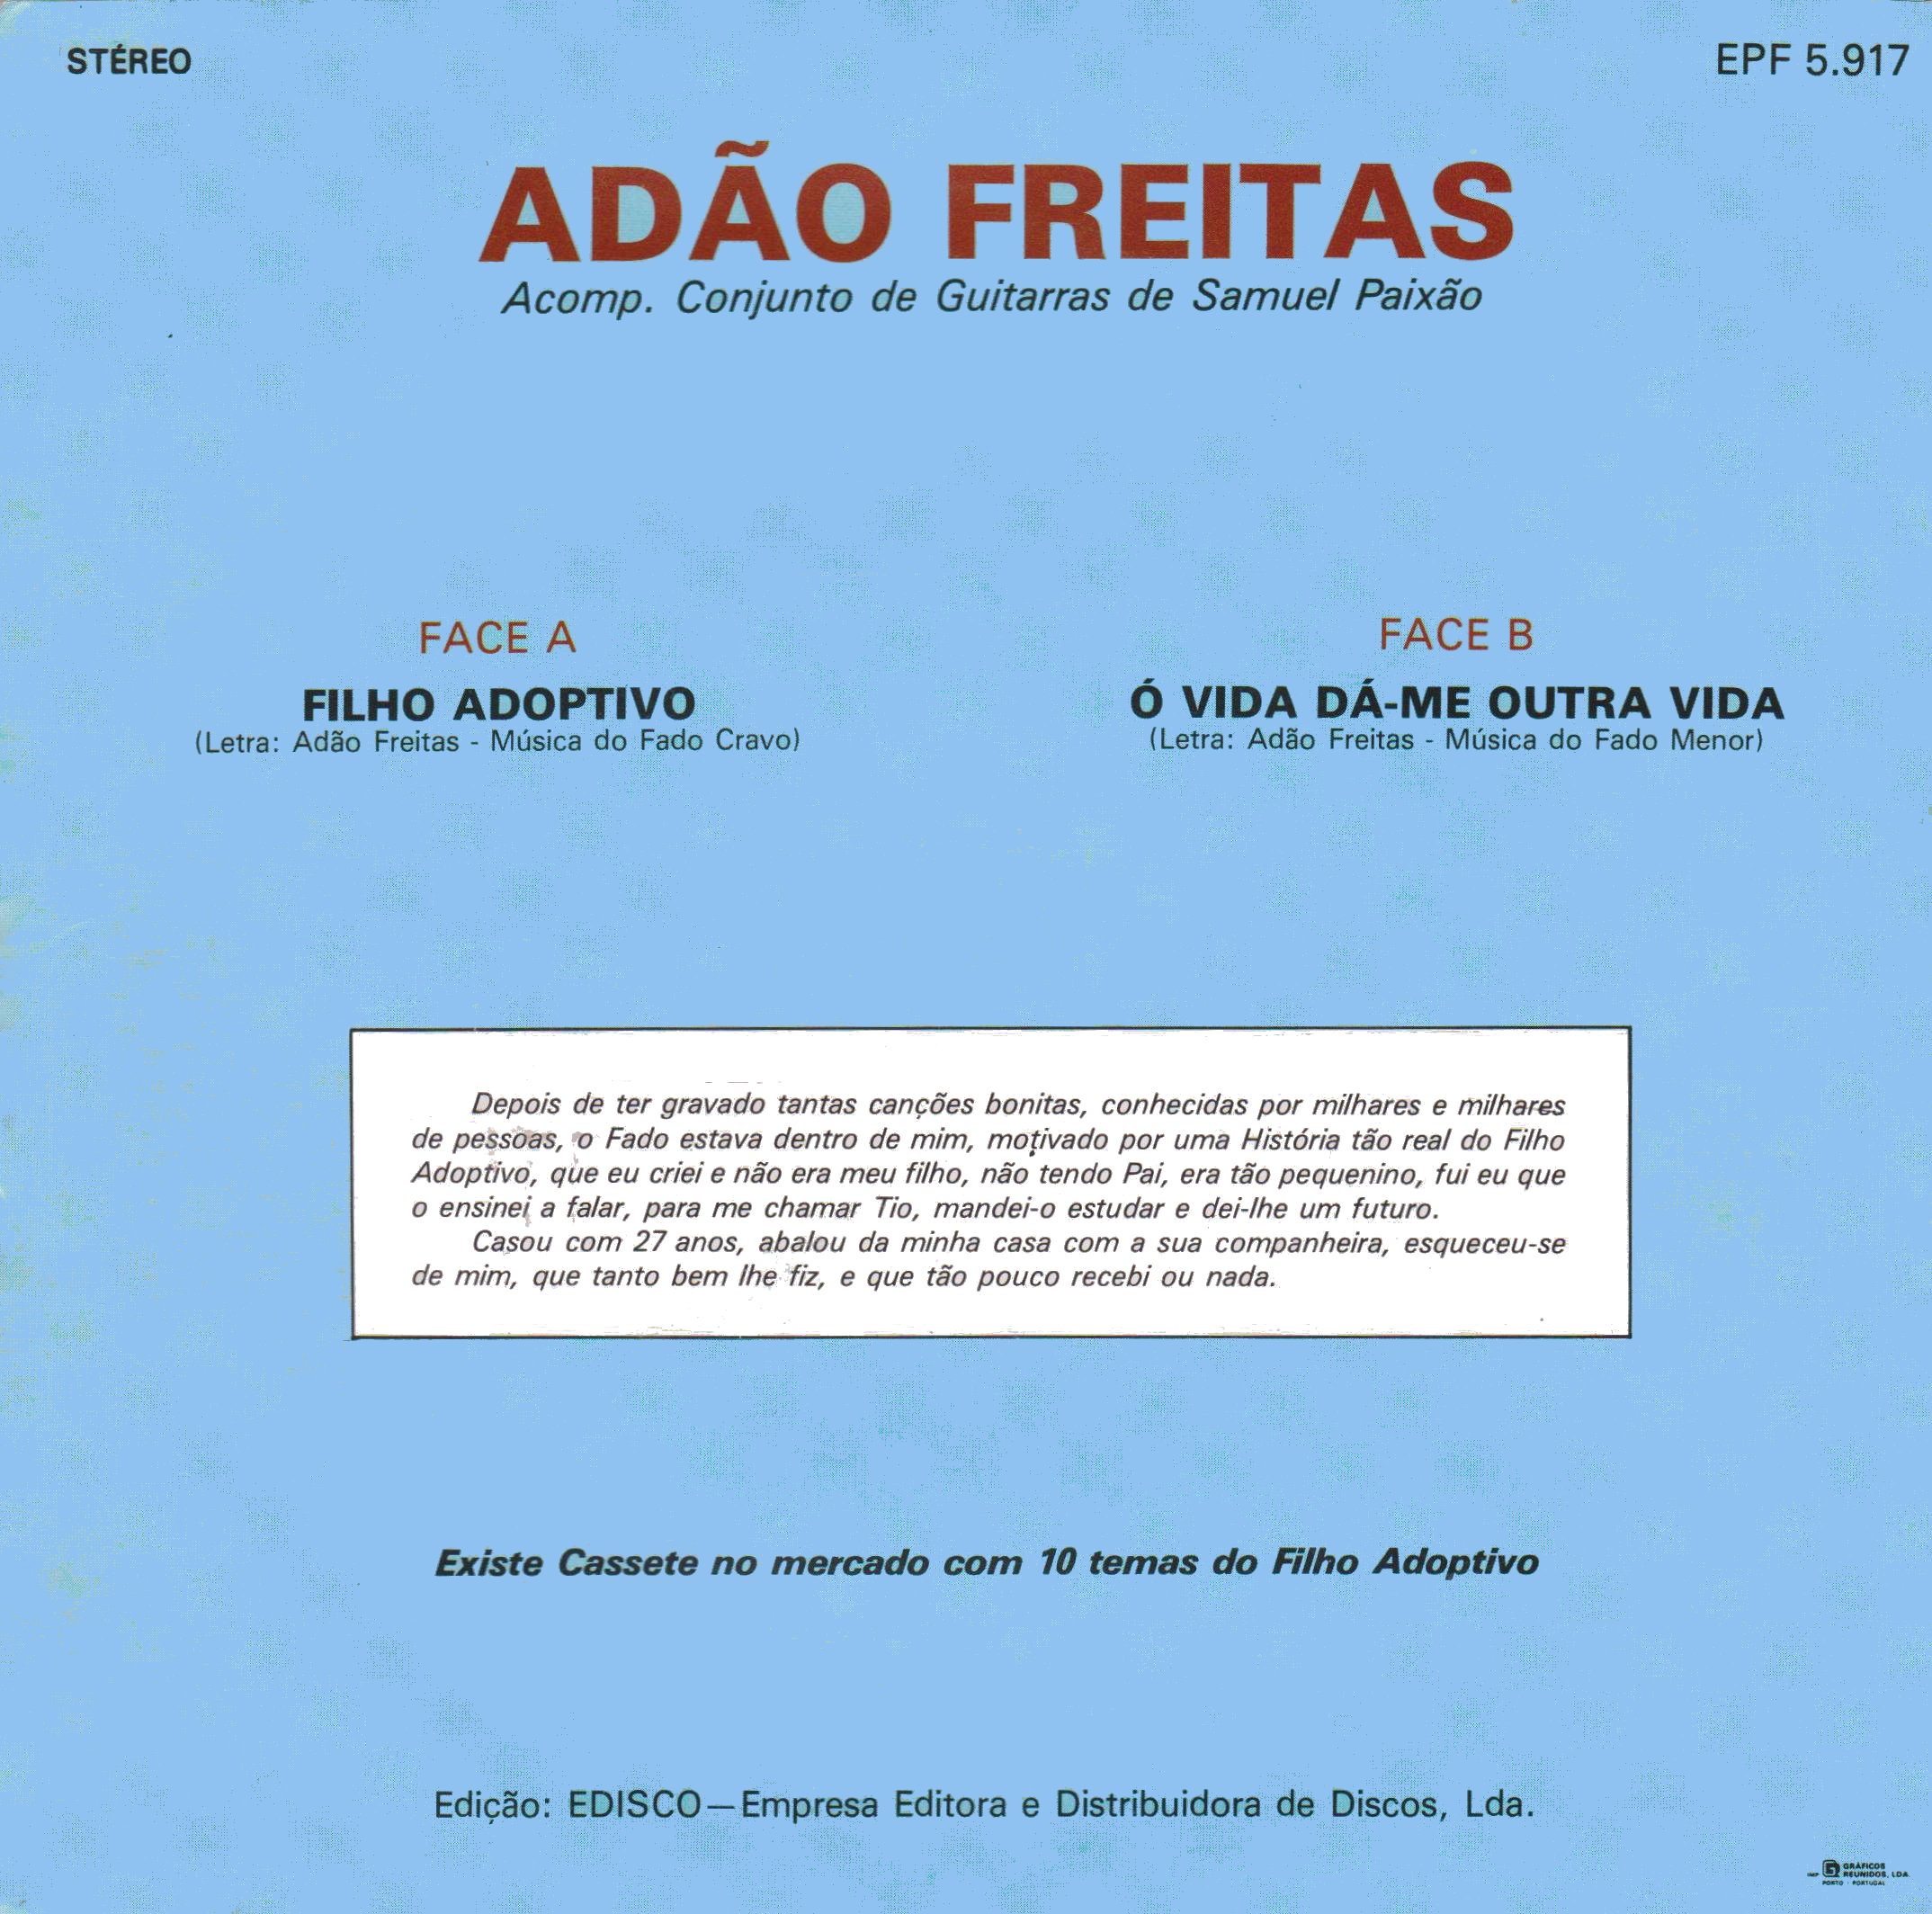 STÉREO
EPF 5.917
ADÃO FREITAS
Acomp. Conjunto de Guitarras de Samuel Paixão
FACE A
FILHO ADOPTIVO
(Letra: Adão Freitas - Música do Fado Cravo)
FACE B
Ó VIDA DÁ-ME OUTRA VIDA
(Letra: Adão Freitas - Música do Fado Menor)
Depois de ter gravado tantas canções bonitas, conhecidas por milhares e milhares
de pessoas, o Fado estava dentro de mim, motivado por uma História tão real do Filho
Adoptivo, que eu criei e não era meu filho, não tendo Pai, era tão pequenino, fui eu que
o ensinei a falar, para me chamar Tio, mandei-o estudar e dei-lhe um futuro.
Casou com 27 anos, abalou da minha casa com a sua companheira, esqueceu-se
de mim, que tanto bem lhe fiz, e que tão pouco recebi ou nada.
Existe Cassete no mercado com 10 temas do Filho Adoptivo
Edição: EDISCO—Empresa Editora e Distribuidora de Discos, Lda.
IMP GRÁFICOS
REUNIDOS, LDA
PORTO - PORTUGAL